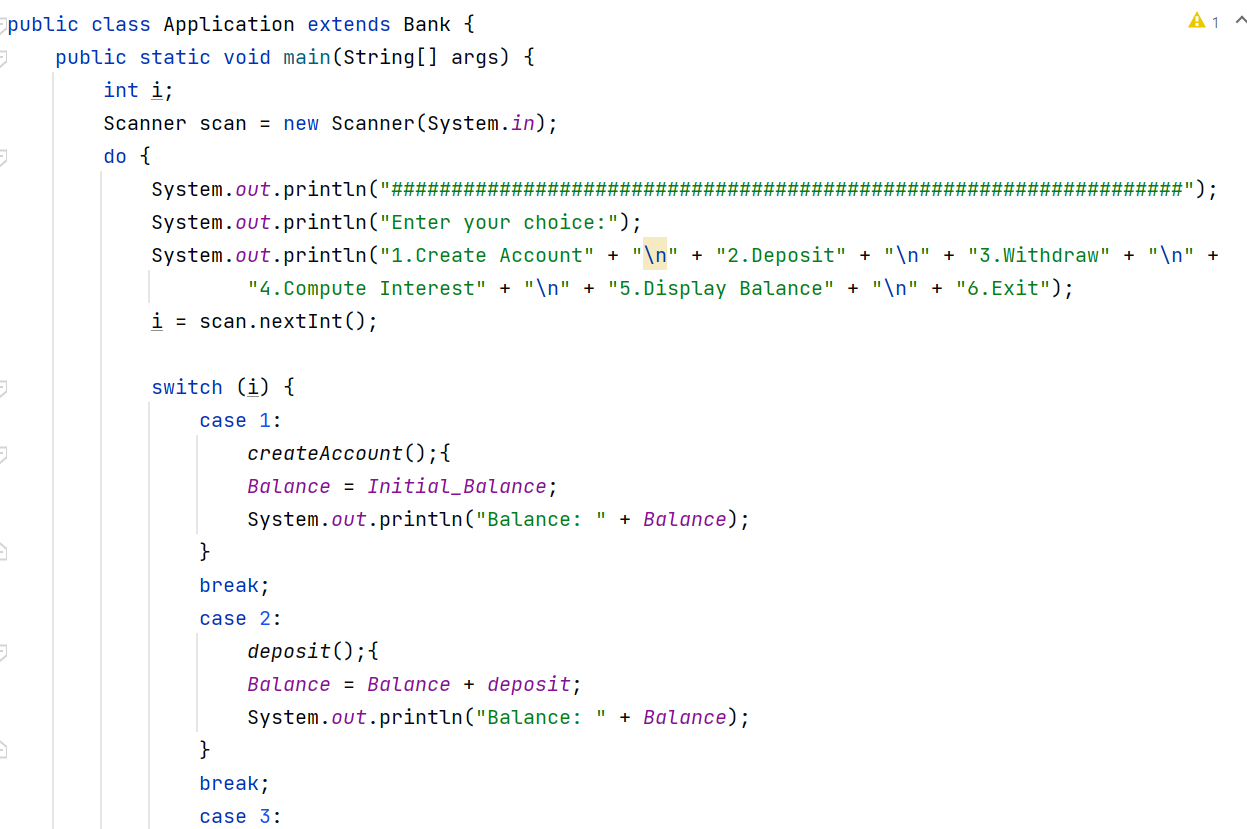 public class Application extends Bank {
1
public static void main(String[] args) {
int i;
Scanner scan = new Scanner(System.in);
do {
System.out.println("##################################################################");
System.out.println("Enter your choice:");
System.out.println("1.Create Account" + "\n" + "2.Deposit" + "\n" + "3.Withdraw" + "\n" +
"4.Compute Interest" + "\n" + "5.Display Balance" + "\n" + "6.Exit");
i = scan.nextInt();
switch (i) {
case 1:
createAccount();{
Balance = Initial_Balance;
System.out.println("Balance: " + Balance);
}
break;
case 2:
deposit();{
Balance = Balance + deposit;
System.out.println("Balance: " + Balance);
}
break;
case 3: